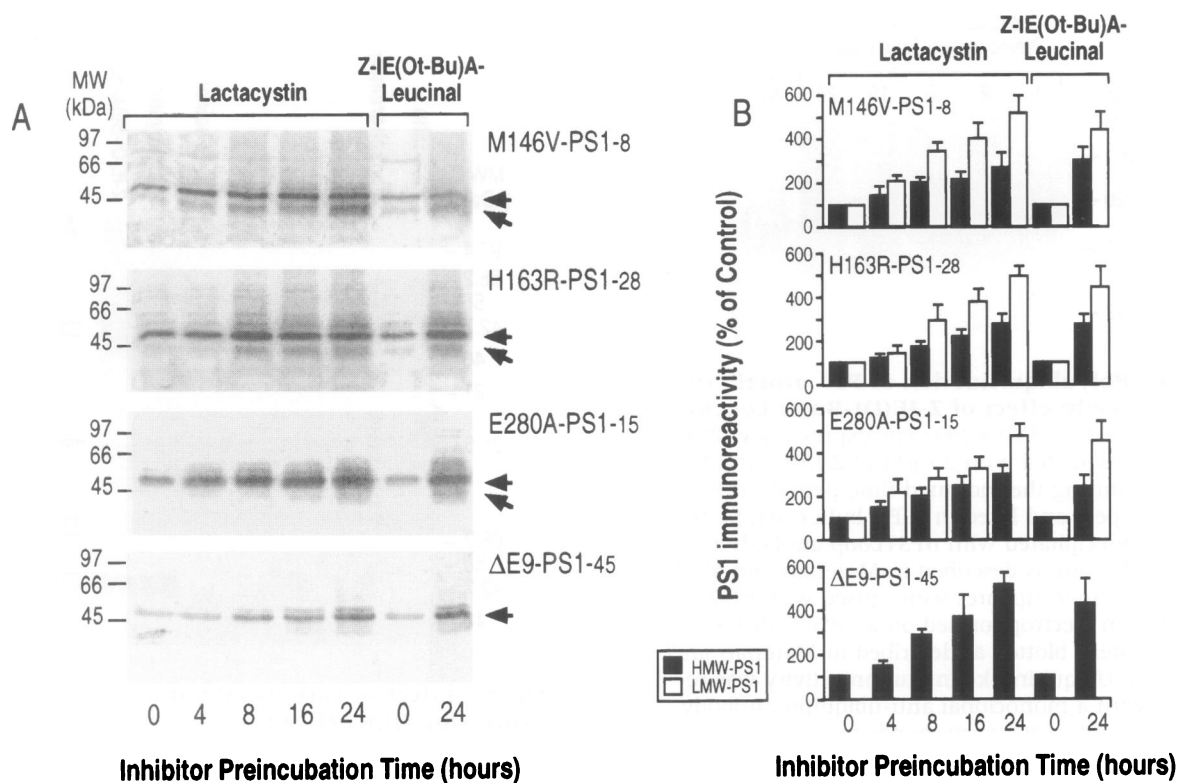 A
MW
(kDa)
Lactacystin
Z-IE(Ot-Bu)A-
Leucinal
97
66
45
M146V-PS1-8
97
66
45
H163R-PS1-28
97
66
45
E280A-PS1-15
97
66
45
ΔE9-PS1-45
0 4 8 16 24 0 24
Inhibitor Preincubation Time (hours)
B
Lactacystin
Z-IE(Ot-Bu)A-
Leucinal
PS1 immunoreactivity (% of Control)
600
400
200
0
M146V-PS1-8
600
400
200
0
H163R-PS1-28
600
400
200
0
E280A-PS1-15
600
400
200
0
ΔE9-PS1-45
HMW-PS1
LMW-PS1
0 4 8 16 24 0 24
Inhibitor Preincubation Time (hours)